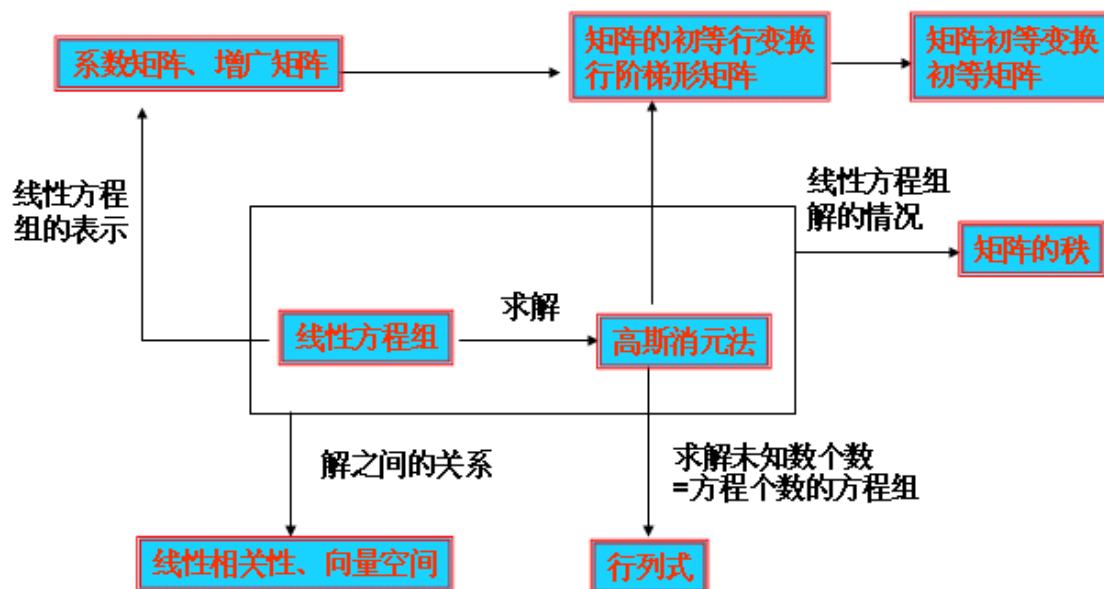 系数矩阵、增广矩阵
矩阵的初等行变换
行阶梯形矩阵
矩阵初等变换
初等矩阵
线性方程
组的表示
线性方程组
解的情况
矩阵的秩
线性方程组
求解
高斯消元法
解之间的关系
求解未知数个数
=方程个数的方程组
线性相关性、向量空间
行列式